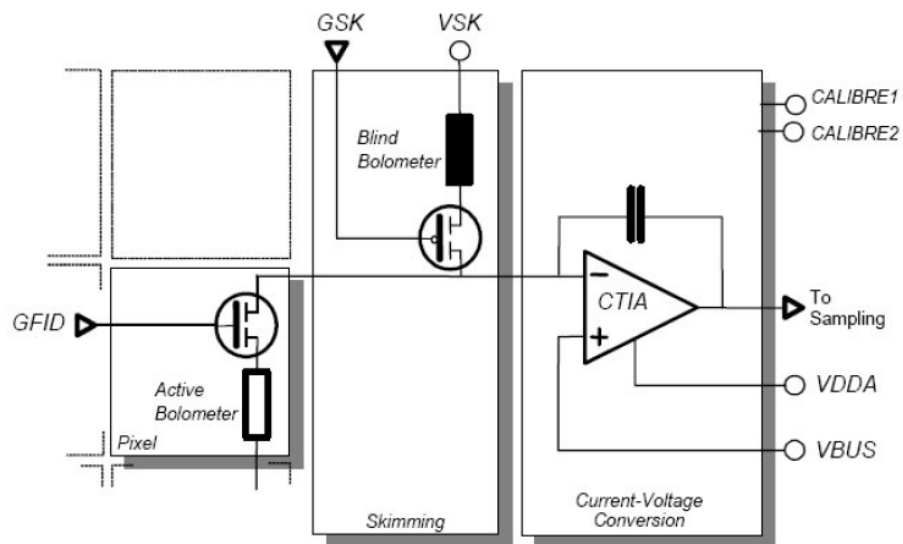 GSK
VSK
CALIBRE1
CALIBRE2
Blind
Bolometer
−
CTIA
+
To
Sampling
GFID
Active
Bolometer
Pixel
VDDA
VBUS
Skimming
Current-Voltage
Conversion